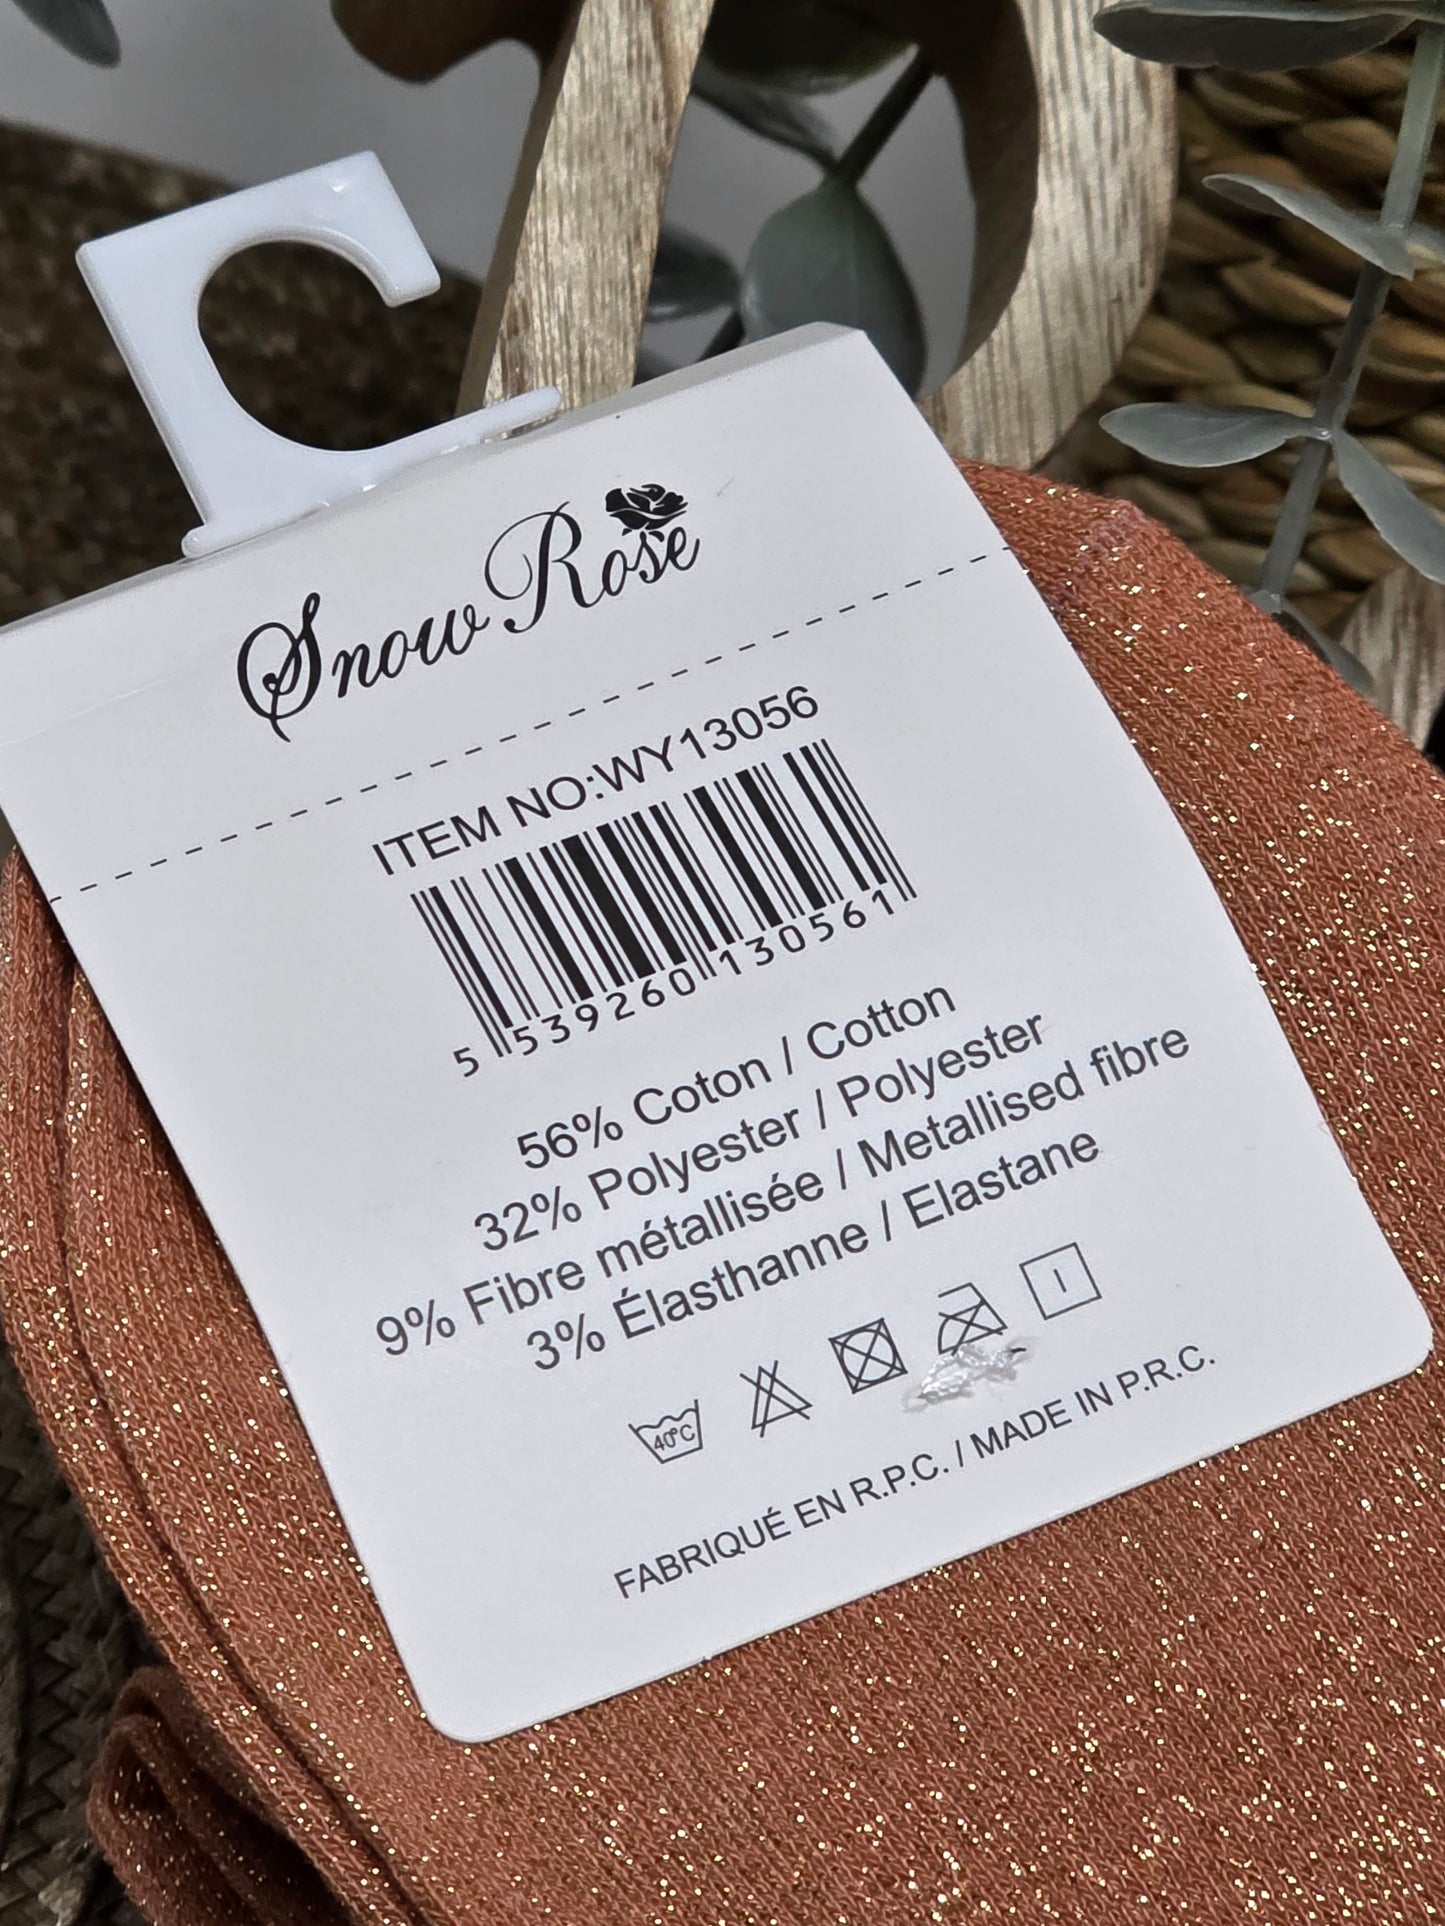 Snow Rose
ITEM NO:WY13056
5 539260 130561
56% Coton / Cotton
32% Polyester / Polyester
9% Fibre métallisée / Metallised fibre
3% Élasthanne / Elastane
40°C
FABRIQUÉ EN R.P.C. / MADE IN P.R.C.